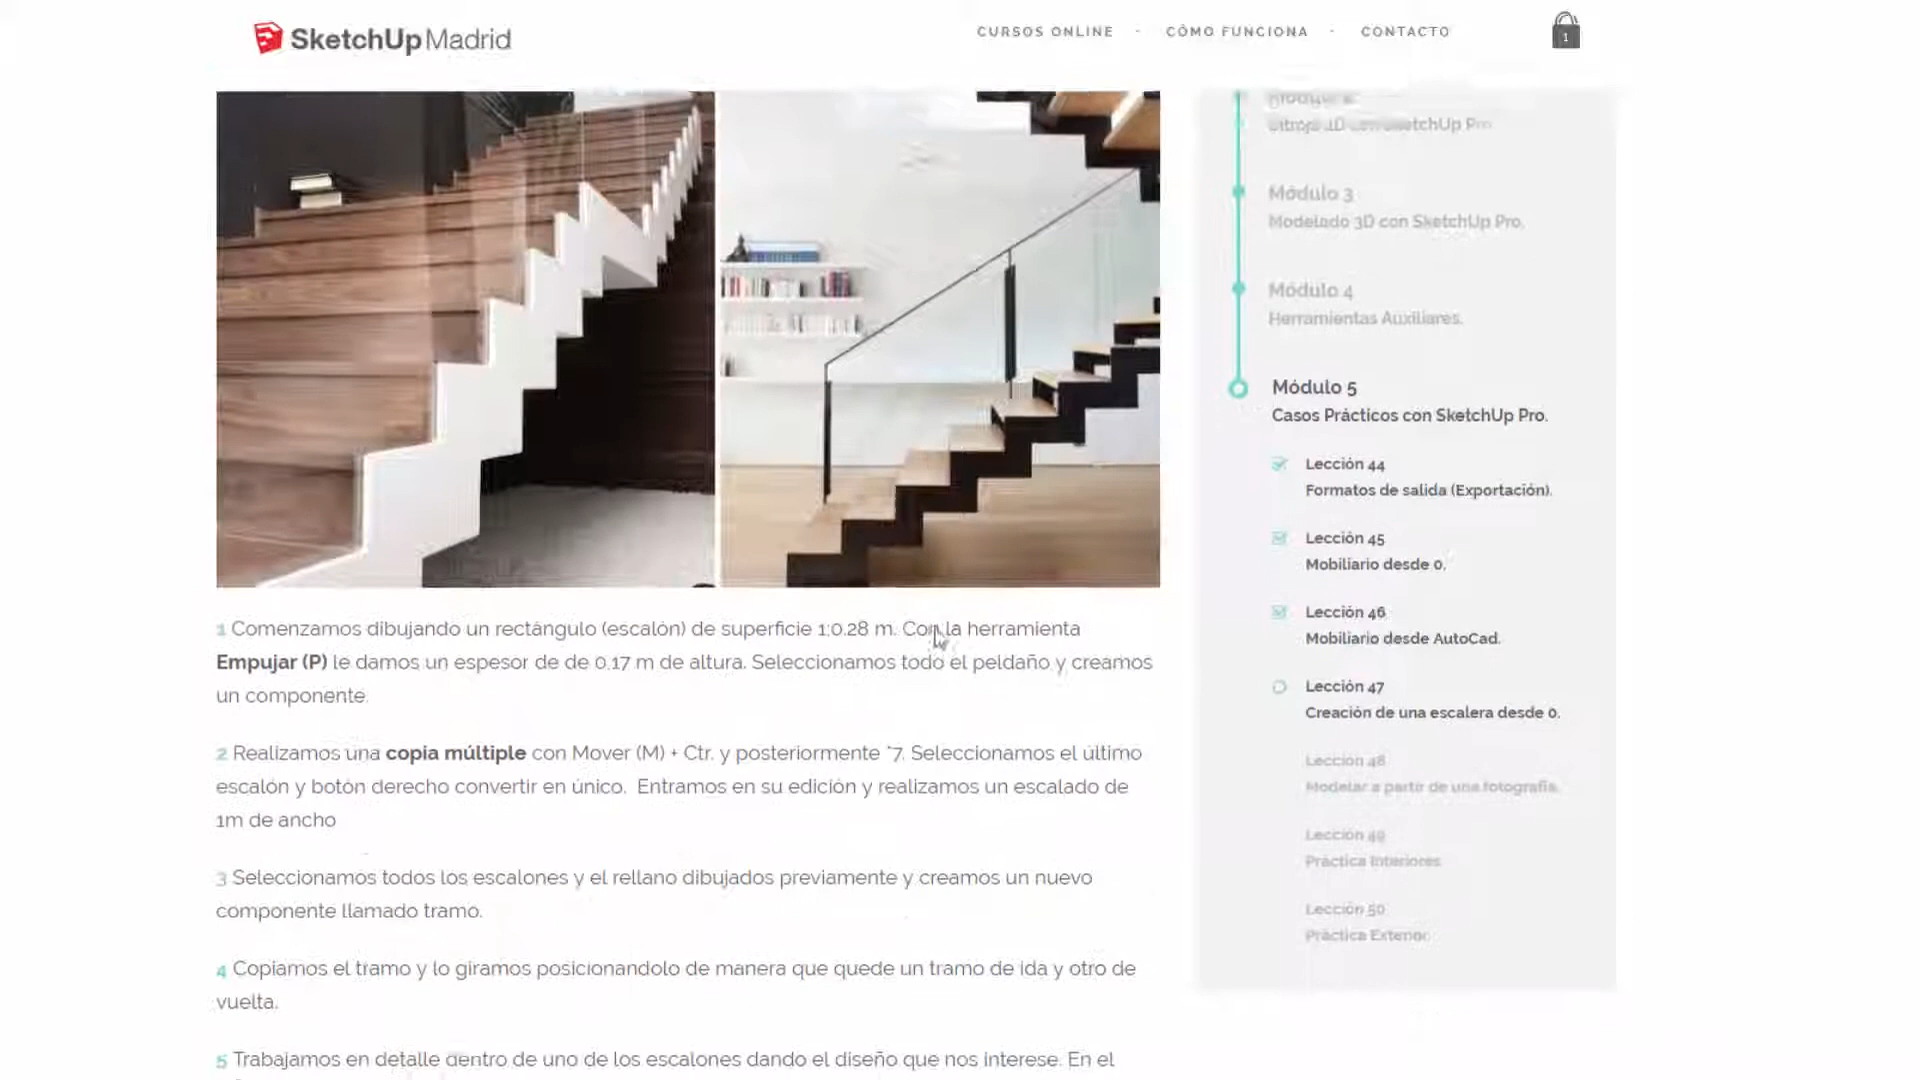 SketchUp Madrid
CURSOS ONLINE - CÓMO FUNCIONA - CONTACTO
1
1 Comenzamos dibujando un rectángulo (escalón) de superficie 1;0.28 m. Con la herramienta
Empujar (P) le damos un espesor de de 0,17 m de altura. Seleccionamos todo el peldaño y creamos
un componente.
2 Realizamos una copia múltiple con Mover (M) + Ctr. y posteriormente *7. Seleccionamos el último
escalón y botón derecho convertir en único. Entramos en su edición y realizamos un escalado de
1m de ancho
3 Seleccionamos todos los escalones y el rellano dibujados previamente y creamos un nuevo
componente llamado tramo.
4 Copiamos el tramo y lo giramos posicionandolo de manera que quede un tramo de ida y otro de
vuelta.
5 Trabajamos en detalle dentro de uno de los escalones dando el diseño que nos interese. En el
SketchUp Pro.
Módulo 3
Modelado 3D con SketchUp Pro.
Módulo 4
Herramientas Auxiliares.
Módulo 5
Casos Prácticos con SketchUp Pro.
Lección 44
Formatos de salida (Exportación).
Lección 45
Mobiliario desde 0.
Lección 46
Mobiliario desde AutoCad.
Lección 47
Creación de una escalera desde 0.
Lección 48
Modelar a partir de una fotografía.
Lección 49
Práctica Interiores
Lección 50
Práctica Exterior.